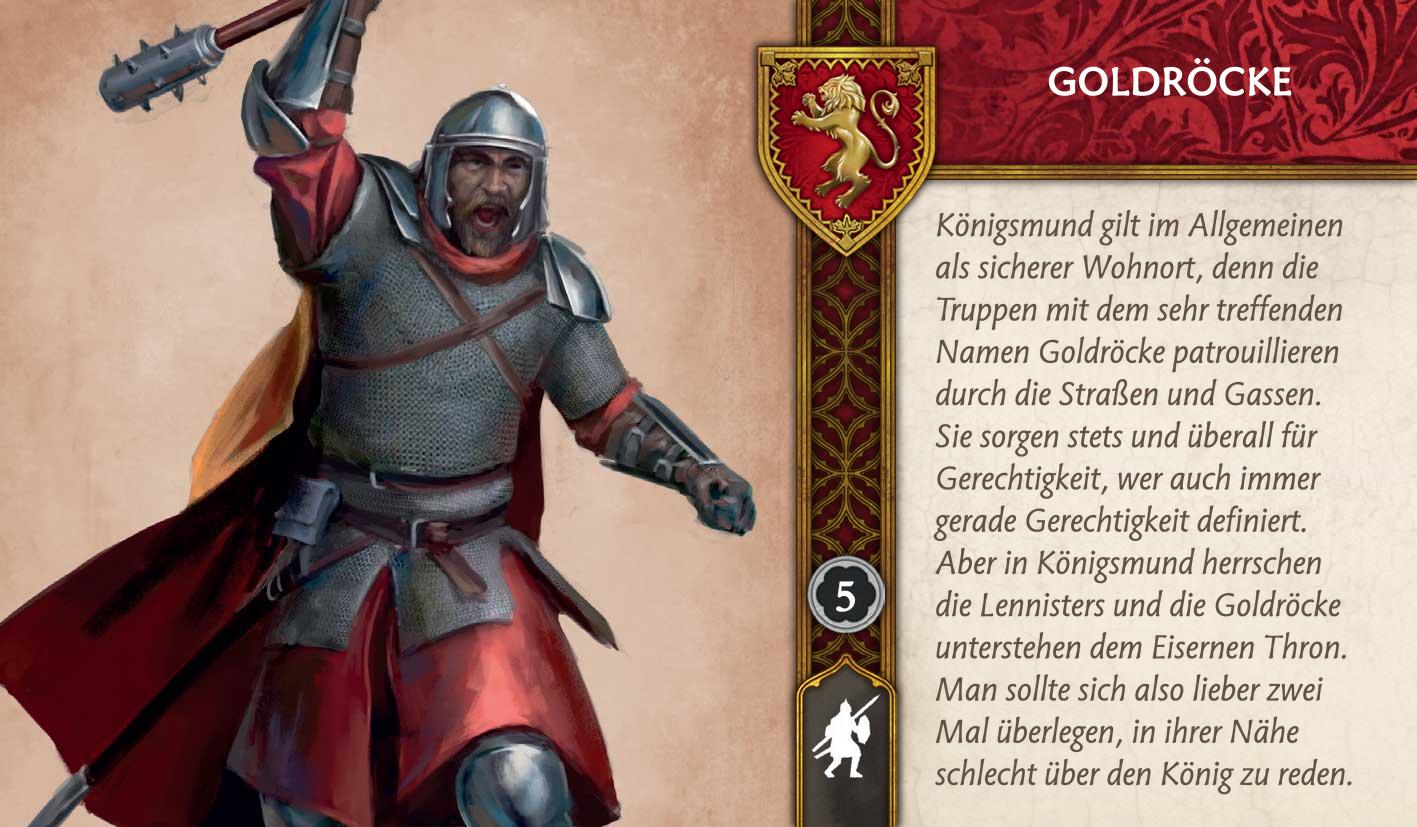 GOLDRÖCKE
Königsmund gilt im Allgemeinen
als sicherer Wohnort, denn die
Truppen mit dem sehr treffenden
Namen Goldröcke patrouillieren
durch die Straßen und Gassen.
Sie sorgen stets und überall für
Gerechtigkeit, wer auch immer
gerade Gerechtigkeit definiert.
Aber in Königsmund herrschen
die Lennisters und die Goldröcke
unterstehen dem Eisernen Thron.
Man sollte sich also lieber zwei
Mal überlegen, in ihrer Nähe
schlecht über den König zu reden.
5